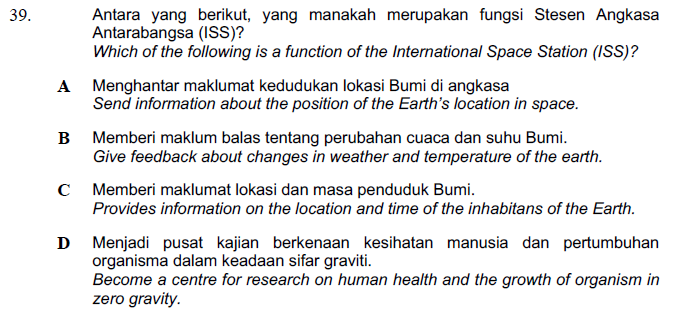 39. Antara yang berikut, yang manakah merupakan fungsi Stesen Angkasa
Antarabangsa (ISS)?
Which of the following is a function of the International Space Station (ISS)?
A Menghantar maklumat kedudukan lokasi Bumi di angkasa
Send information about the position of the Earth's location in space.
B Memberi maklum balas tentang perubahan cuaca dan suhu Bumi.
Give feedback about changes in weather and temperature of the earth.
C Memberi maklumat lokasi dan masa penduduk Bumi.
Provides information on the location and time of the inhabitans of the Earth.
D Menjadi pusat kajian berkenaan kesihatan manusia dan pertumbuhan
organisma dalam keadaan sifar graviti.
Become a centre for research on human health and the growth of organism in
zero gravity.